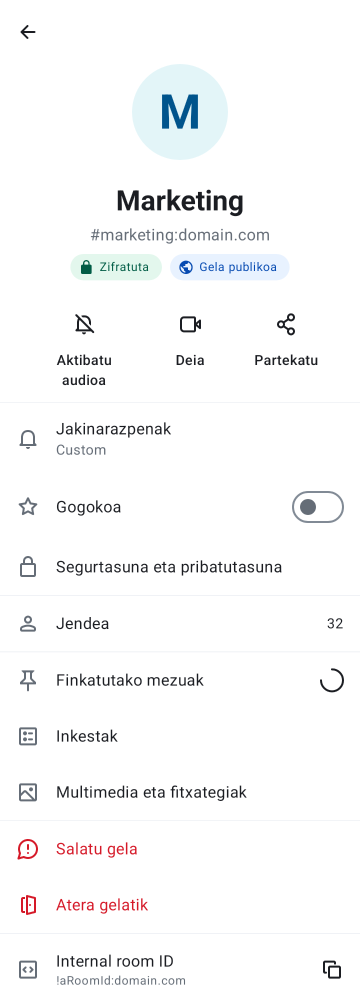 M
Marketing
#marketing:domain.com
Zifratuta
Gela publikoa
Aktibatu
audioa
Deia
Partekatu
Jakinarazpenak
Custom
Gogokoa
Segurtasuna eta pribatutasuna
Jendea
32
Finkatutako mezuak
Inkestak
Multimedia eta fitxategiak
Salatu gela
Atera gelatik
Internal room ID
!aRoomId:domain.com